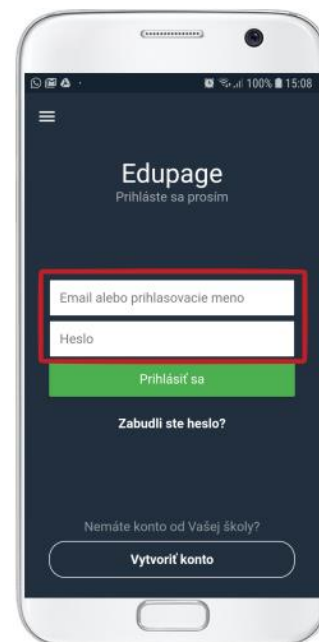 100% 15:08
Edupage
Prihláste sa prosím
Email alebo prihlasovacie meno
Heslo
Prihlásiť sa
Zabudli ste heslo?
Nemáte konto od Vašej školy?
Vytvoriť konto